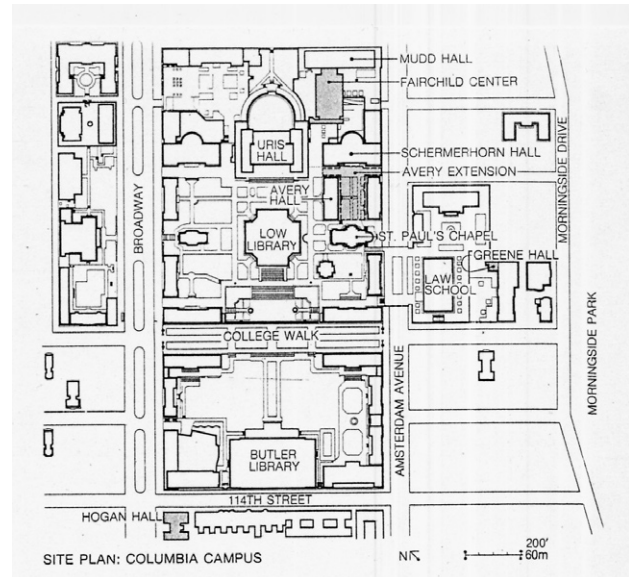 MUDD HALL
FAIRCHILD CENTER
URIS
HALL
SCHERMERHORN HALL
AVERY EXTENSION
AVERY
HALL
LOW
LIBRARY
ST. PAUL'S CHAPEL
GREENE HALL
LAW
SCHOOL
BROADWAY
MORNINGSIDE DRIVE
COLLEGE WALK
MORNINGSIDE PARK
AMSTERDAM AVENUE
BUTLER
LIBRARY
114TH STREET
HOGAN HALL
SITE PLAN: COLUMBIA CAMPUS
N
200'
60m